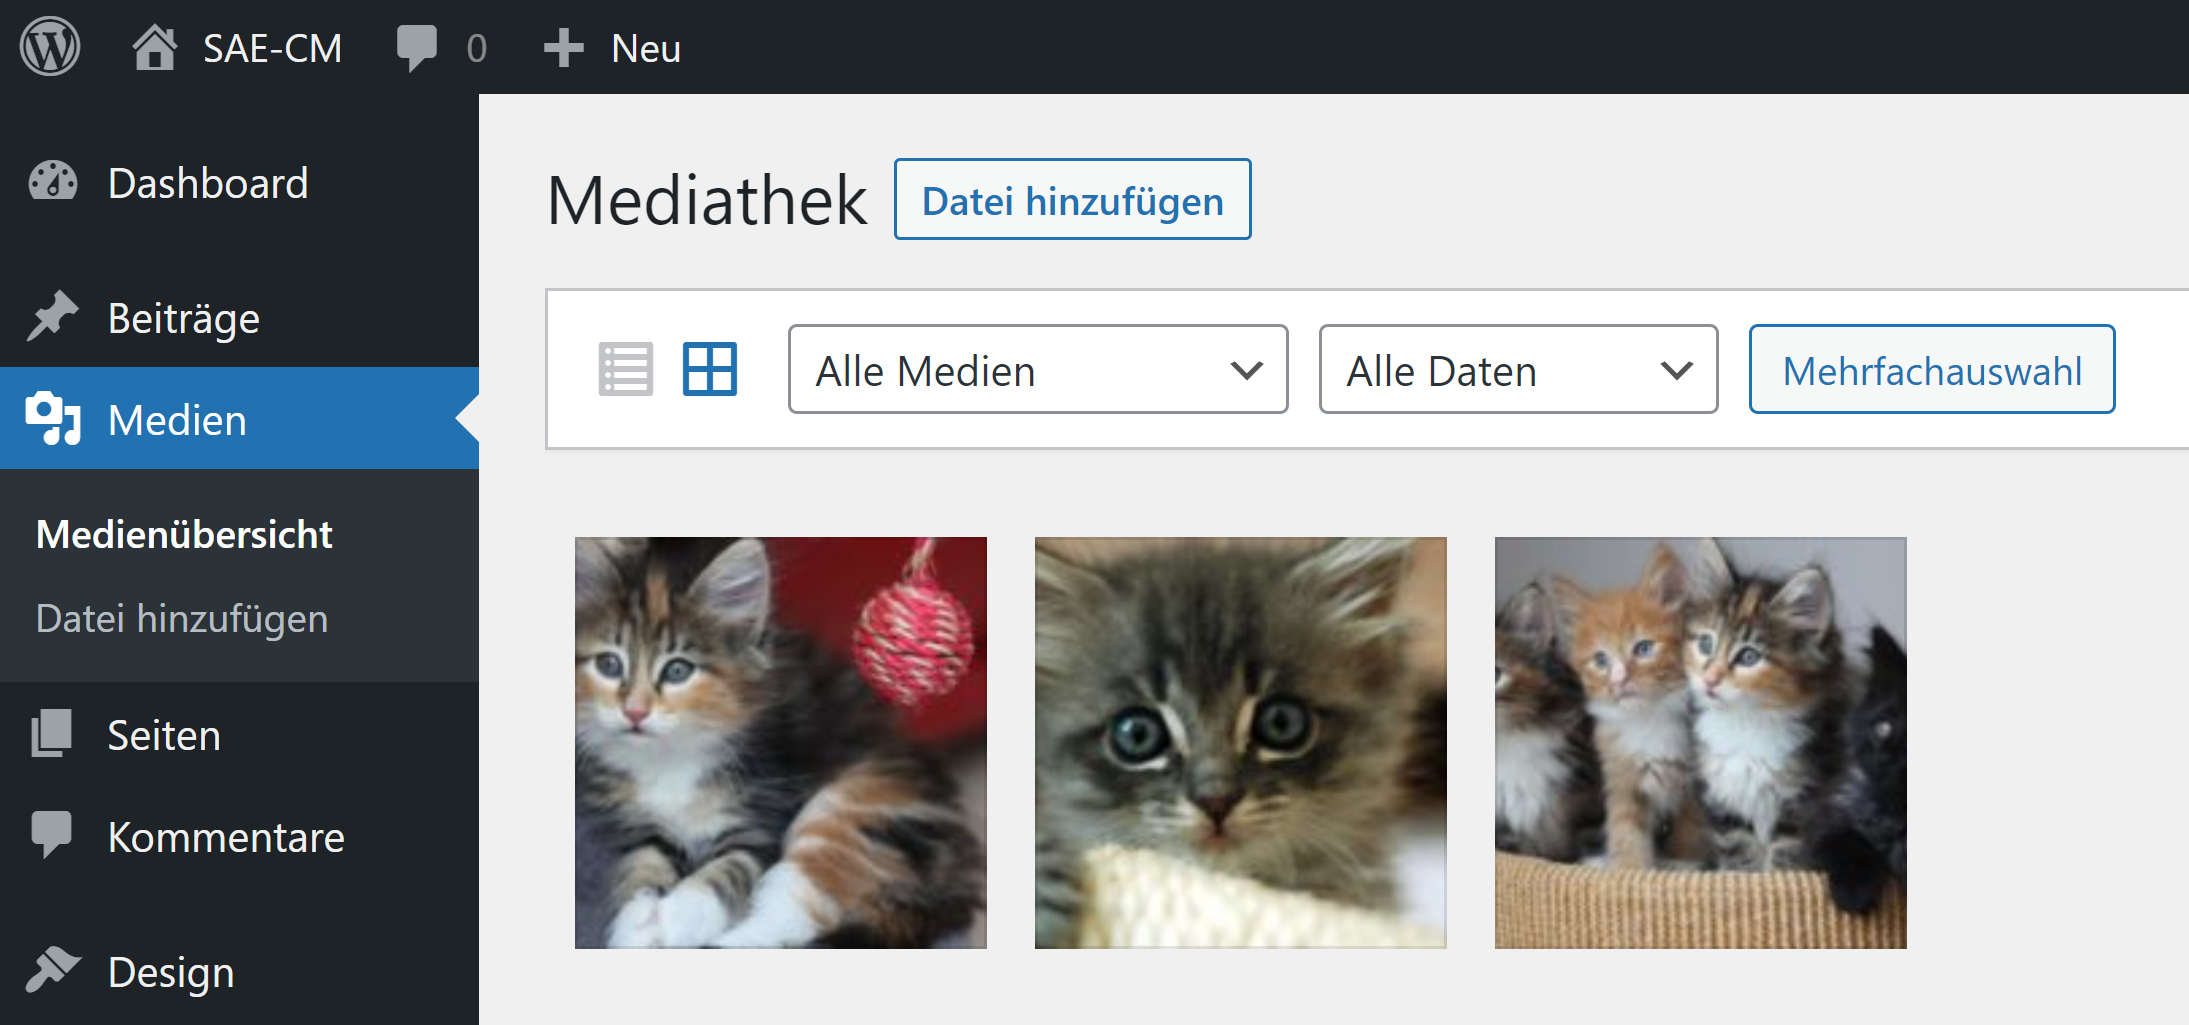 SAE-CM 0 Neu
Dashboard
Beiträge
Medien
Medienübersicht
Datei hinzufügen
Seiten
Kommentare
Design
Mediathek Datei hinzufügen
Alle Medien Alle Daten Mehrfachauswahl